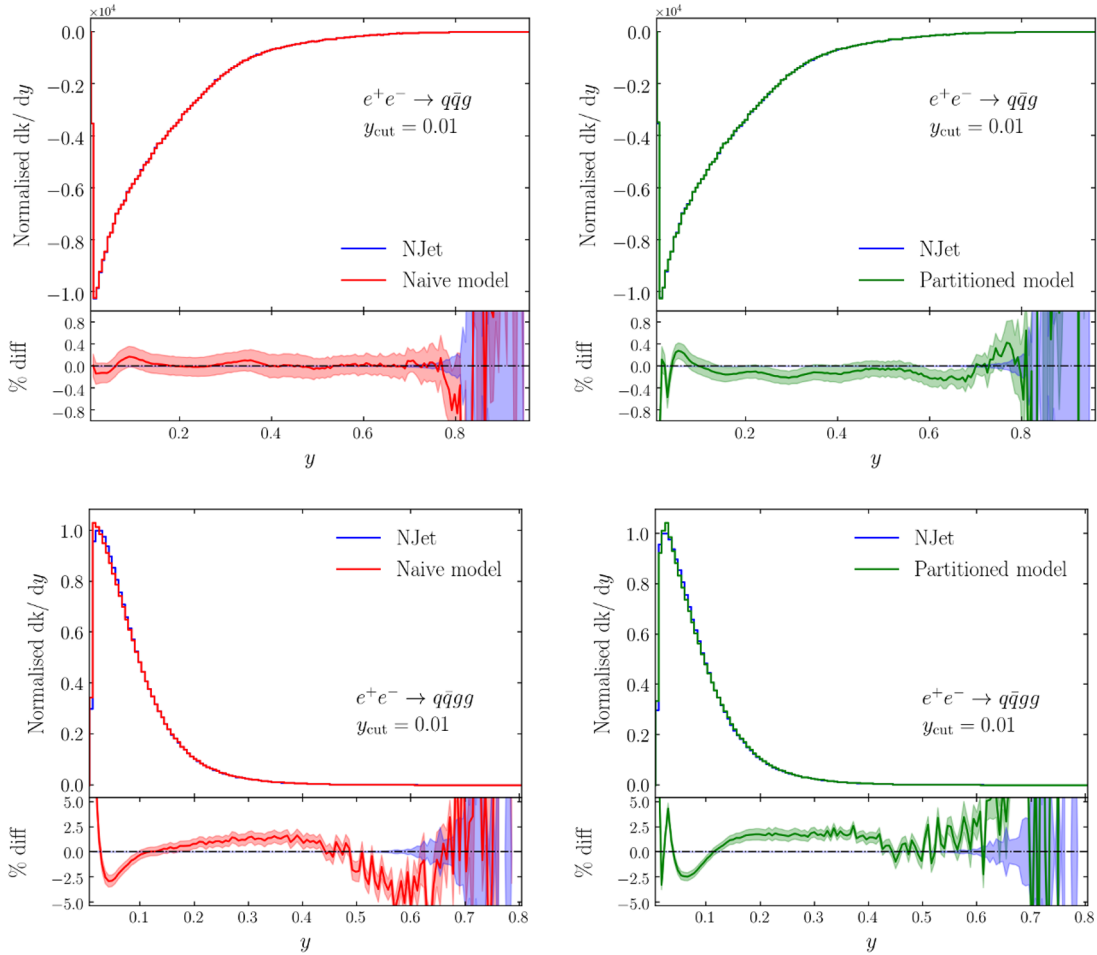 ×10⁴
0.0
−0.2
−0.4
−0.6
−0.8
−1.0
Normalised dk/ dy
e⁺e⁻ → qq̄g
y_cut = 0.01
NJet
Naive model
0.8
0.4
0.0
−0.4
−0.8
% diff
0.2 0.4 0.6 0.8
y
×10⁴
0.0
−0.2
−0.4
−0.6
−0.8
−1.0
Normalised dk/ dy
e⁺e⁻ → qq̄g
y_cut = 0.01
NJet
Partitioned model
0.8
0.4
0.0
−0.4
−0.8
% diff
0.2 0.4 0.6 0.8
y
1.0
0.8
0.6
0.4
0.2
0.0
Normalised dk/ dy
NJet
Naive model
e⁺e⁻ → qq̄gg
y_cut = 0.01
5.0
2.5
0.0
−2.5
−5.0
% diff
0.1 0.2 0.3 0.4 0.5 0.6 0.7 0.8
y
1.0
0.8
0.6
0.4
0.2
0.0
Normalised dk/ dy
NJet
Partitioned model
e⁺e⁻ → qq̄gg
y_cut = 0.01
5.0
2.5
0.0
−2.5
−5.0
% diff
0.1 0.2 0.3 0.4 0.5 0.6 0.7 0.8
y